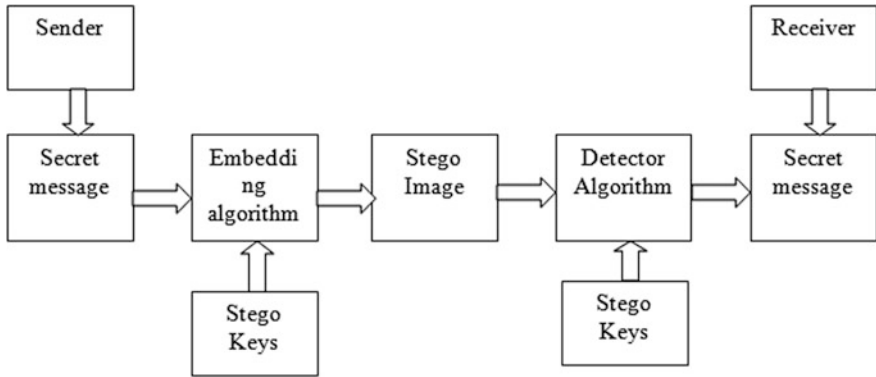 Sender
Receiver
Secret
message
Embeddi
ng
algorithm
Stego
Image
Detector
Algorithm
Secret
message
Stego
Keys
Stego
Keys